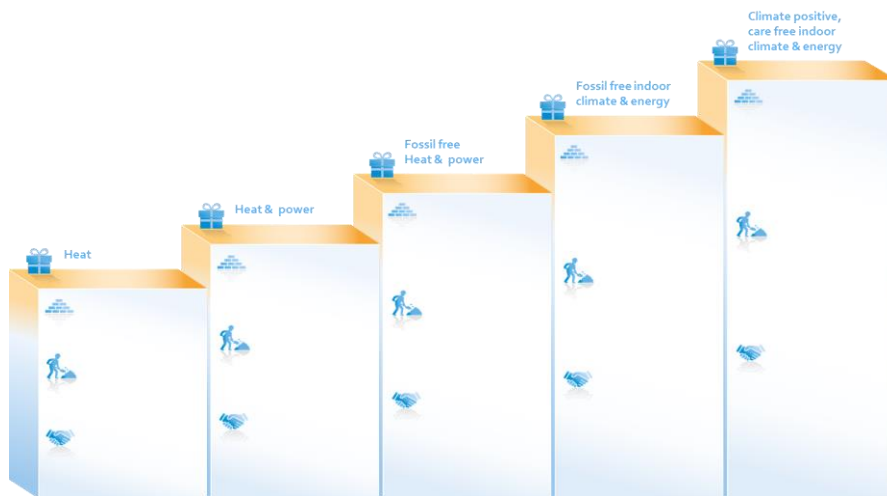 Heat
Heat & power
Fossil free
Heat & power
Fossil free indoor
climate & energy
Climate positive,
care free indoor
climate & energy